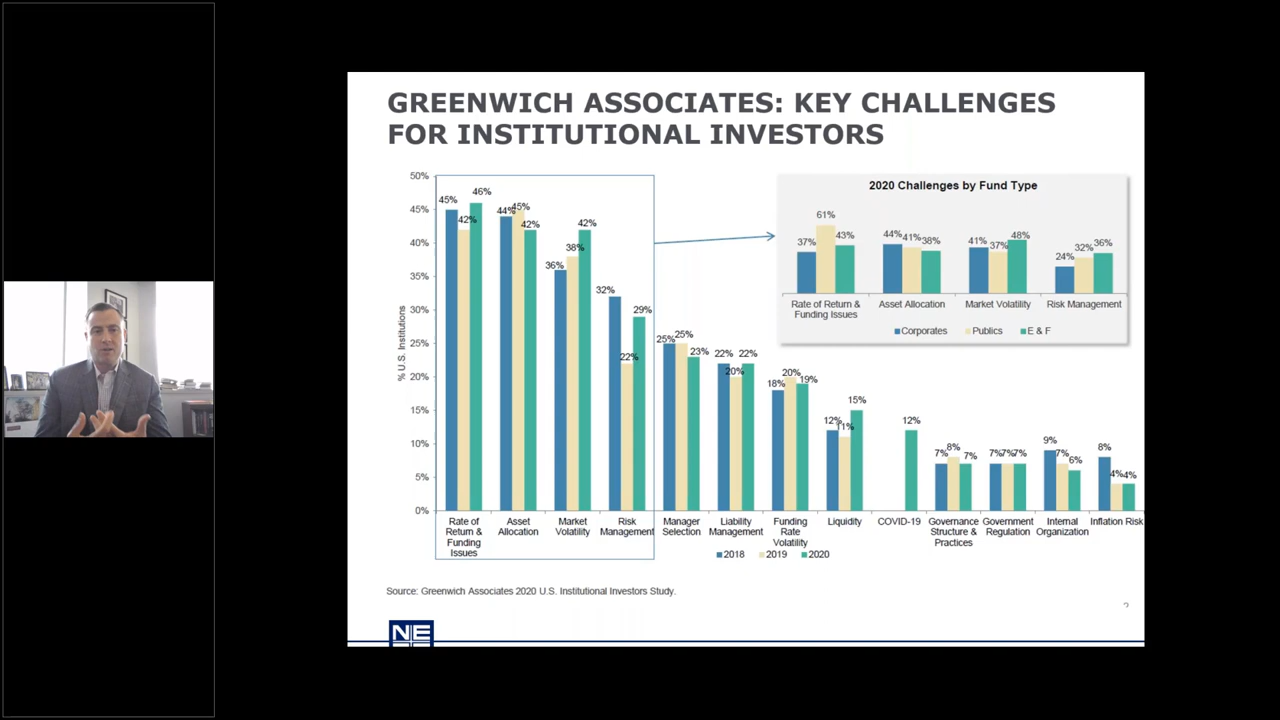 GREENWICH ASSOCIATES: KEY CHALLENGES
FOR INSTITUTIONAL INVESTORS
% U.S. Institutions
50%
45%
40%
35%
30%
25%
20%
15%
10%
5%
0%
45% 42% 46%
44% 45% 42%
36% 38% 42%
32% 22% 29%
25% 25% 23%
22% 20% 22%
18% 20% 19%
12% 11% 15%
12%
7% 8% 7%
7% 7% 7%
9% 7% 6%
8% 4% 4%
Rate of
Return &
Funding
Issues
Asset
Allocation
Market
Volatility
Risk
Management
Manager
Selection
Liability
Management
Funding
Rate
Volatility
Liquidity
COVID-19
Governance
Structure &
Practices
Government
Regulation
Internal
Organization
Inflation Risk
2018 2019 2020
2020 Challenges by Fund Type
37% 61% 43%
44% 41% 38%
41% 37% 48%
24% 32% 36%
Rate of Return &
Funding Issues
Asset Allocation
Market Volatility
Risk Management
Corporates Publics E & F
Source: Greenwich Associates 2020 U.S. Institutional Investors Study.
NE